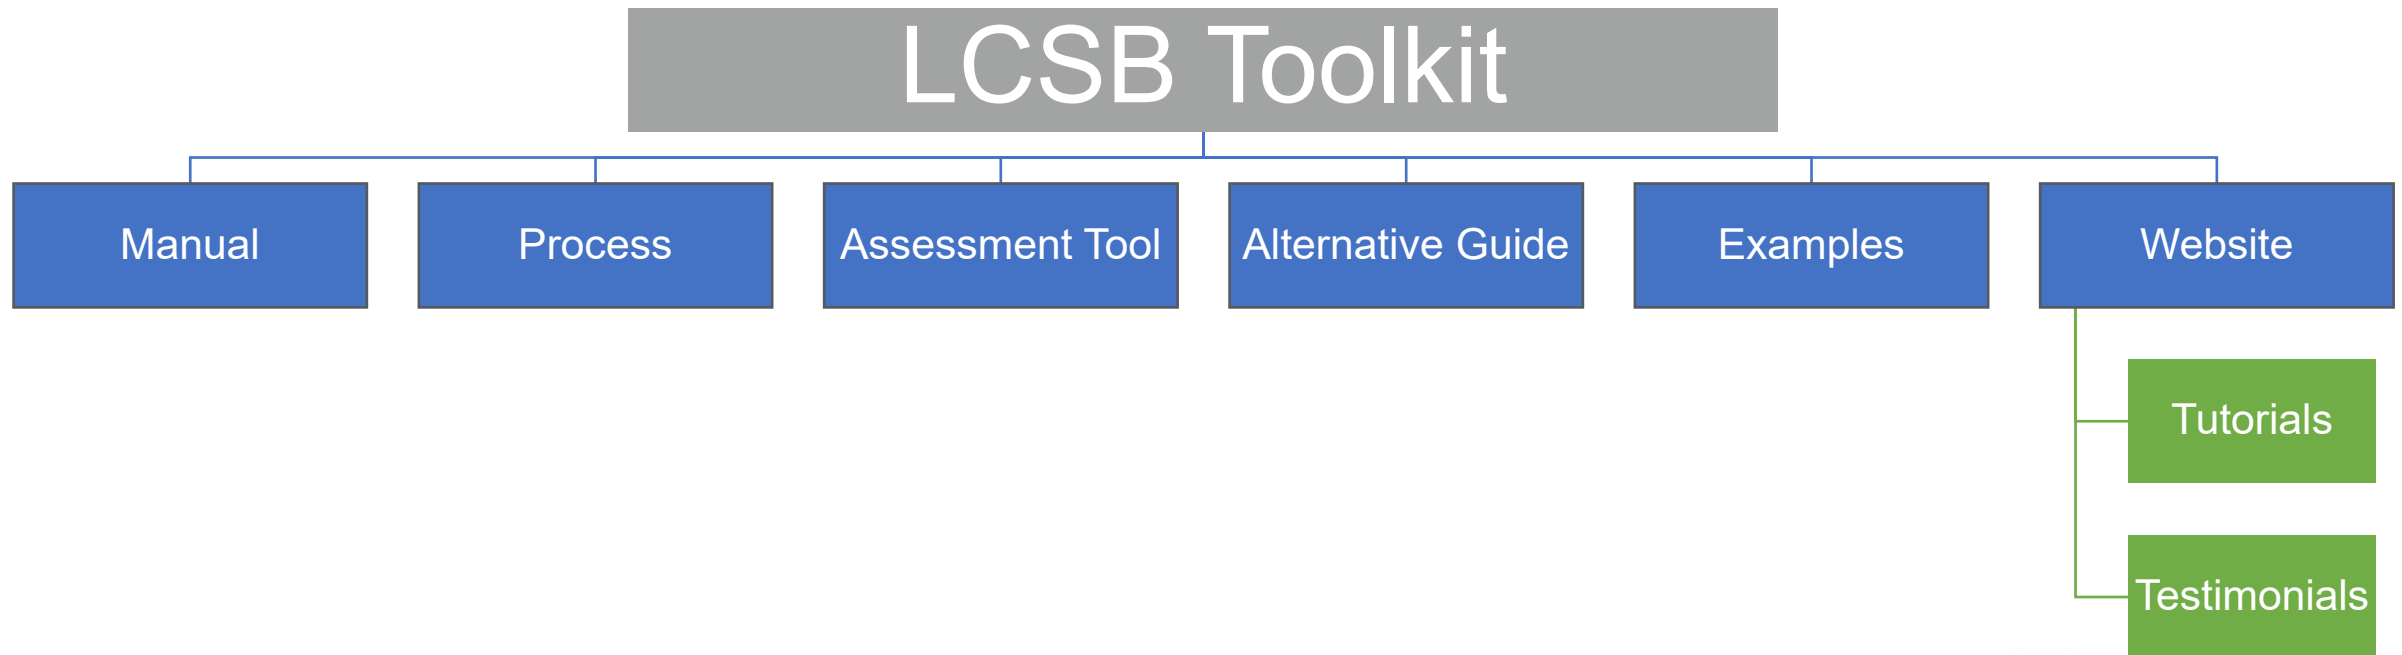 LCSB Toolkit
Manual
Process
Assessment Tool
Alternative Guide
Examples
Website
Tutorials
Testimonials